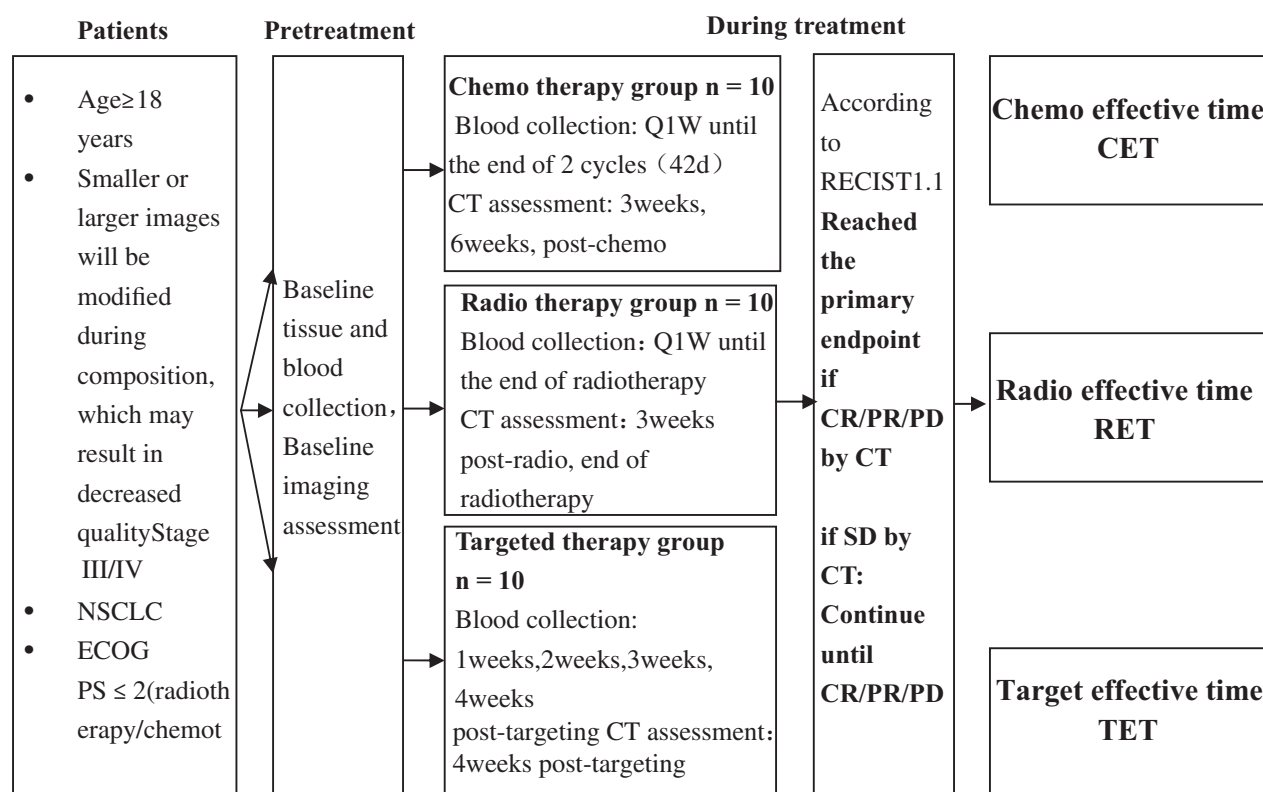 Patients
Pretreatment
During treatment
• Age≥18
years
• Smaller or
larger images
will be
modified
during
composition,
which may
result in
decreased
qualityStage
III/IV
• NSCLC
• ECOG
PS ≤ 2(radioth
erapy/chemot
Baseline
tissue and
blood
collection，
Baseline
imaging
assessment
Chemo therapy group n = 10
Blood collection: Q1W until
the end of 2 cycles（42d）
CT assessment: 3weeks,
6weeks, post-chemo
Radio therapy group n = 10
Blood collection：Q1W until
the end of radiotherapy
CT assessment：3weeks
post-radio, end of
radiotherapy
Targeted therapy group
n = 10
Blood collection:
1weeks,2weeks,3weeks,
4weeks
post-targeting CT assessment：
4weeks post-targeting
According
to
RECIST1.1
Reached
the
primary
endpoint
if
CR/PR/PD
by CT
if SD by
CT:
Continue
until
CR/PR/PD
Chemo effective time
CET
Radio effective time
RET
Target effective time
TET